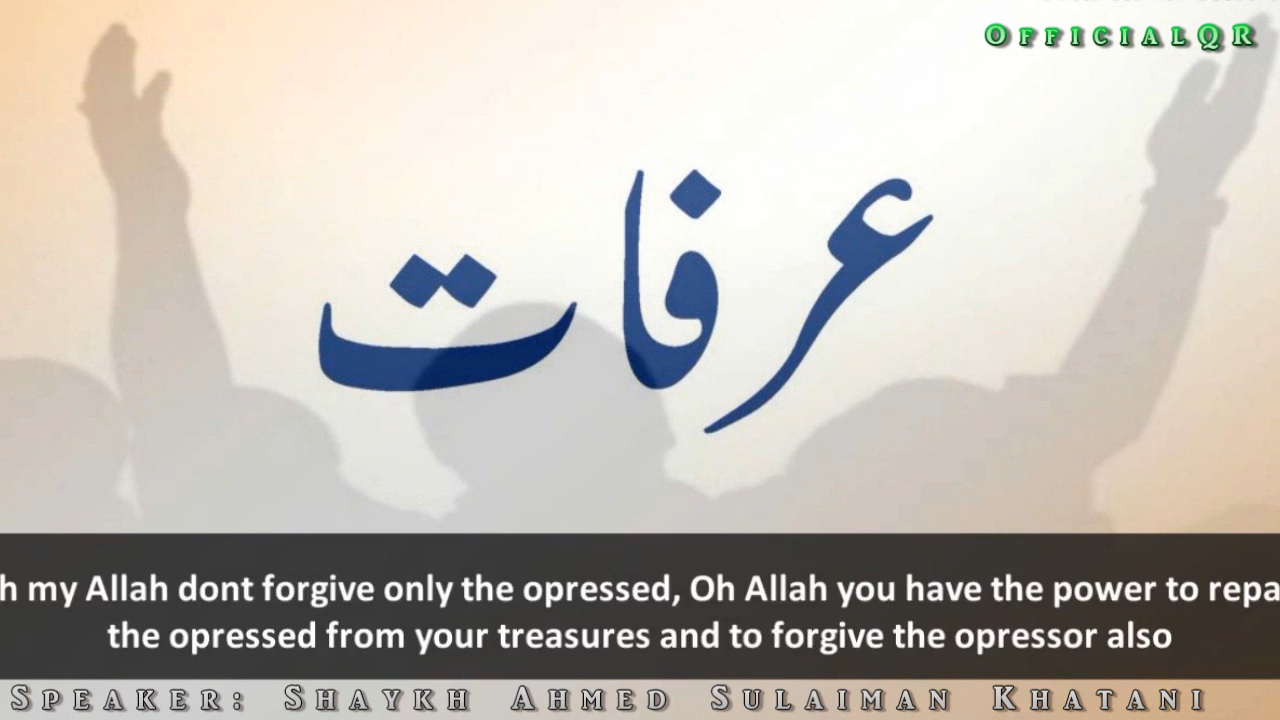 OfficialQR
عرفات
h my Allah dont forgive only the opressed, Oh Allah you have the power to repa
the opressed from your treasures and to forgive the opressor also
Speaker: Shaykh Ahmed Sulaiman Khatani